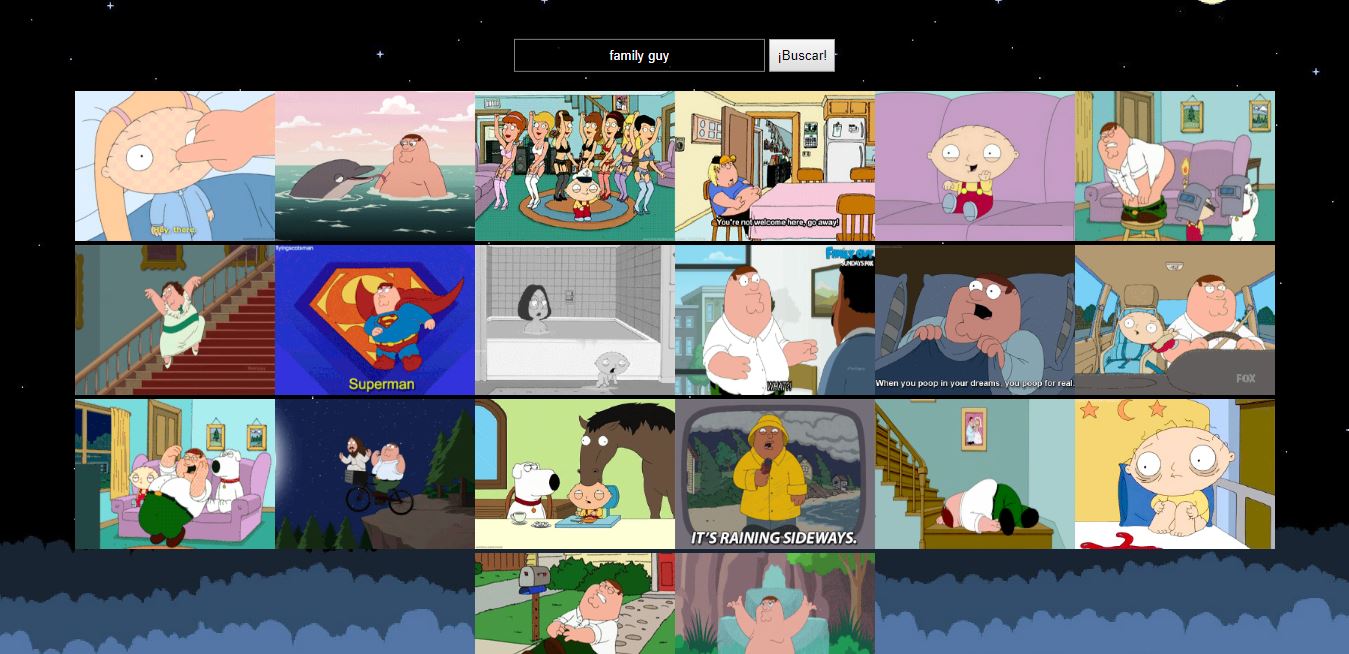 family guy
¡Buscar!
Hey, there.
You're not welcome here, go away!
flyingscotsman
Superman
FAMILY GUY
SUNDAYS FOX
WHAT?!
When you poop in your dreams, you poop for real.
FOX
IT'S RAINING SIDEWAYS.